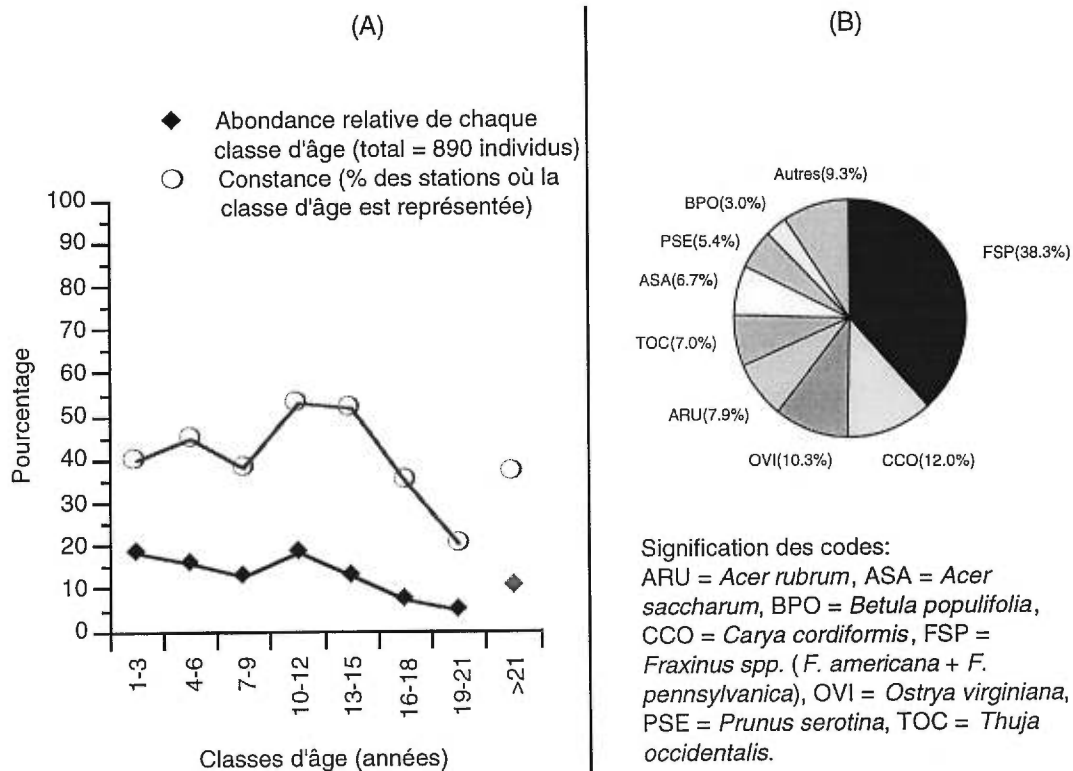 (A)
Abondance relative de chaque
classe d'âge (total = 890 individus)
Constance (% des stations où la
classe d'âge est représentée)
100
90
80
70
60
50
40
30
20
10
0
Pourcentage
1-3
4-6
7-9
10-12
13-15
16-18
19-21
>21
Classes d'âge (années)
(B)
Autres(9.3%)
BPO(3.0%)
PSE(5.4%)
FSP(38.3%)
ASA(6.7%)
TOC(7.0%)
ARU(7.9%)
OVI(10.3%)
CCO(12.0%)
Signification des codes:
ARU = Acer rubrum, ASA = Acer
saccharum, BPO = Betula populifolia,
CCO = Carya cordiformis, FSP =
Fraxinus spp. ( F. americana + F.
pennsylvanica), OVI = Ostrya virginiana,
PSE = Prunus serotina, TOC = Thuja
occidentalis.